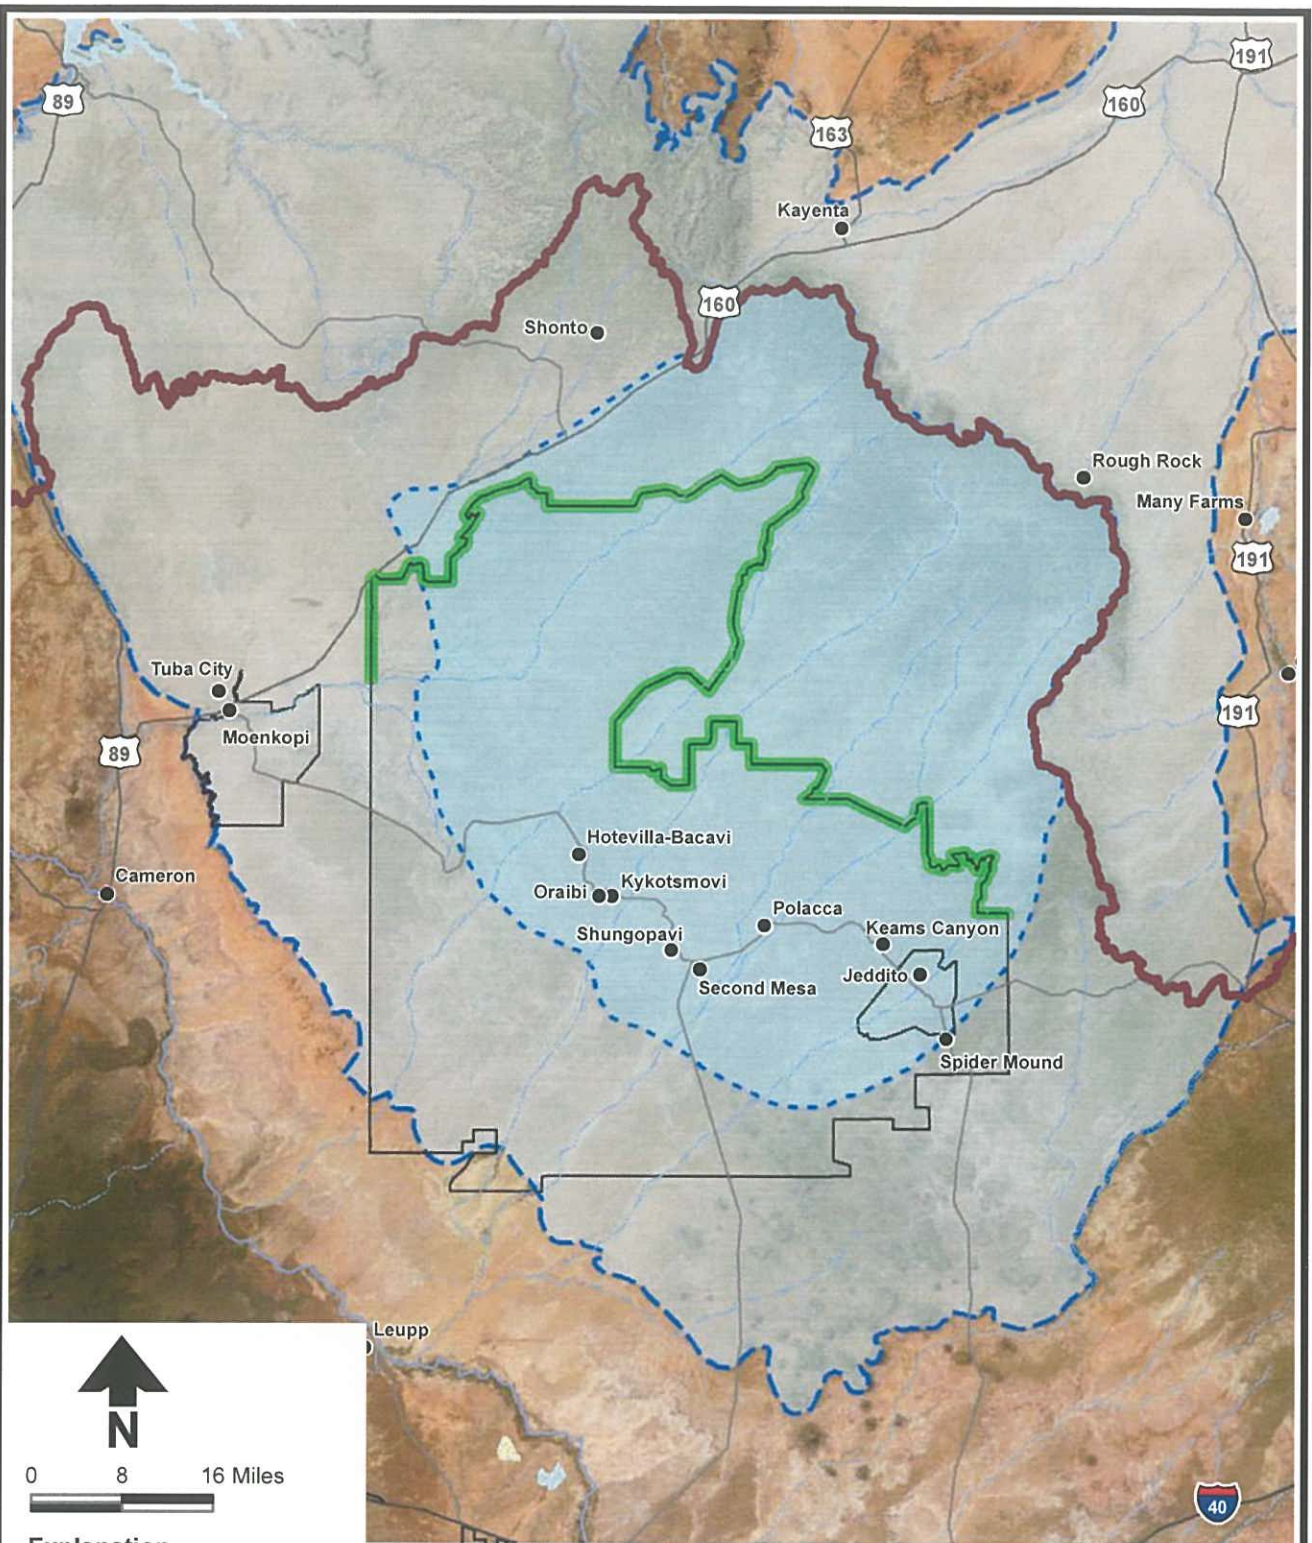 191
89
160
163
Kayenta
160
Shonto
Rough Rock
Many Farms
191
Tuba City
Moenkopi
191
89
Hotevilla-Bacavi
Cameron
Oraibi
Kykotsmovi
Polacca
Shungopavi
Keams Canyon
Jeddito
Second Mesa
Spider Mound
Leupp
N
0 8 16 Miles
40
Explanation